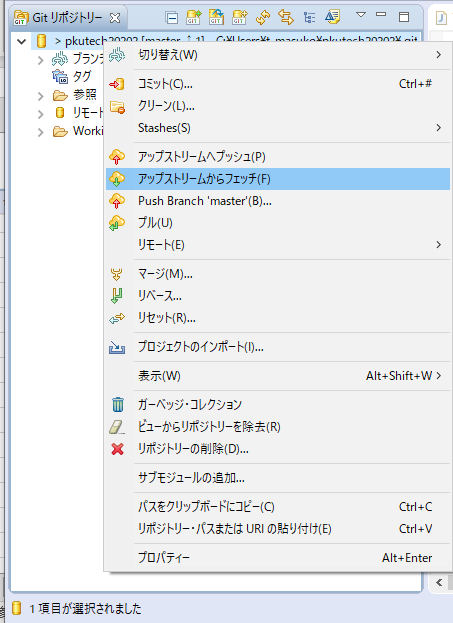 Git リポジトリー
> pkutech20202 [master ↑1] - C:¥Users¥t-masuko¥pkutech20202¥.git
ブランチ
タグ
参照
リモート
Worki
切り替え(W)
コミット(C)... Ctrl+#
クリーン(L)...
Stashes(S)
アップストリームへプッシュ(P)
アップストリームからフェッチ(F)
Push Branch 'master'(B)...
プル(U)
リモート(E)
マージ(M)...
リベース...
リセット(R)...
プロジェクトのインポート(I)...
表示(W) Alt+Shift+W
ガーベッジ・コレクション
ビューからリポジトリーを除去(R)
リポジトリーの削除(D)...
サブモジュールの追加...
パスをクリップボードにコピー(C) Ctrl+C
リポジトリー・パスまたは URI の貼り付け(E) Ctrl+V
プロパティー Alt+Enter
1 項目が選択されました